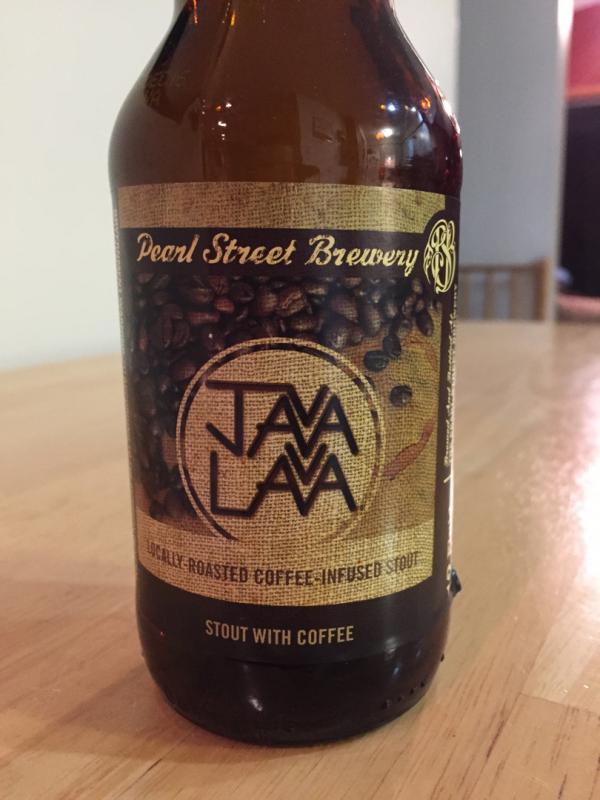 Pearl Street Brewery
JAVA
LAVA
LOCALLY-ROASTED COFFEE-INFUSED STOUT
STOUT WITH COFFEE